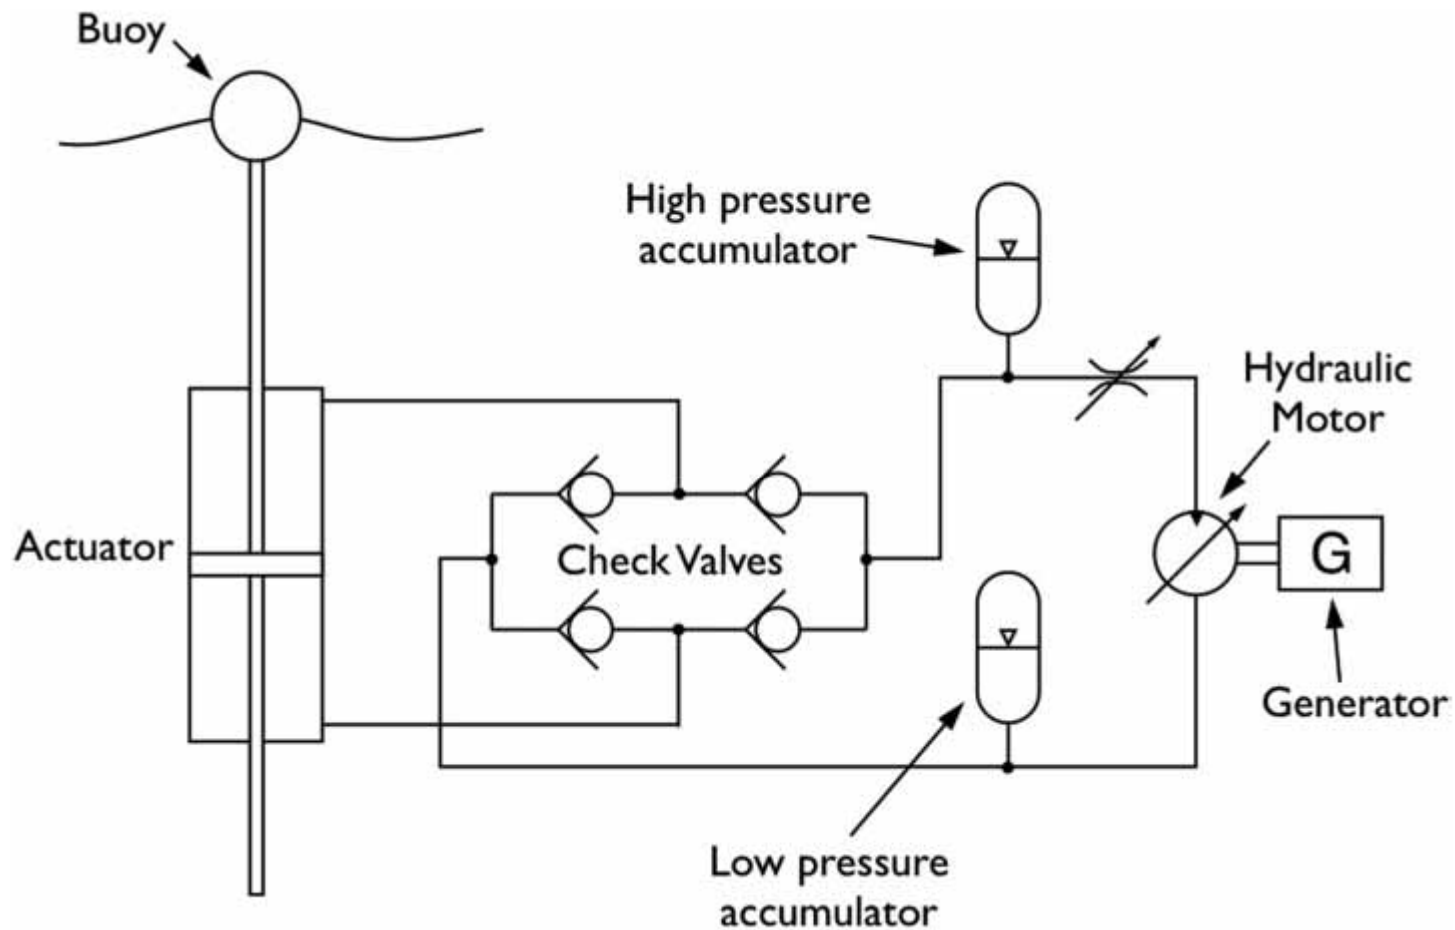 Buoy
High pressure
accumulator
Hydraulic
Motor
Actuator
Check Valves
G
Generator
Low pressure
accumulator